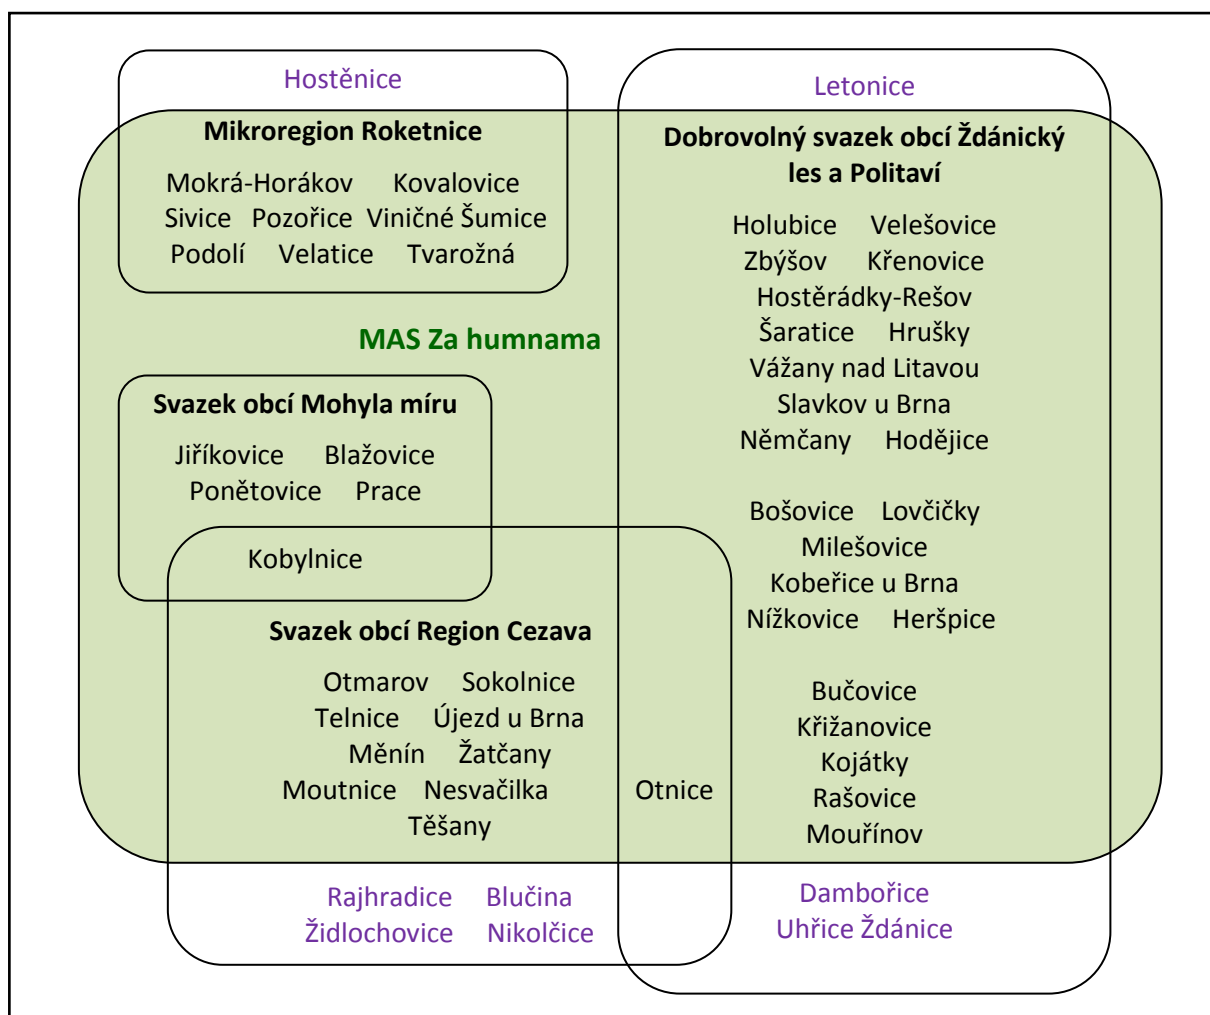 Hostěnice
Mikroregion Roketnice
Mokrá-Horákov Kovalovice
Sivice Pozořice Viničné Šumice
Podolí Velatice Tvarožná
MAS Za humnama
Svazek obcí Mohyla míru
Jiříkovice Blažovice
Ponětovice Prace
Kobylnice
Svazek obcí Region Cezava
Otmarov Sokolnice
Telnice Újezd u Brna
Měnín Žatčany
Moutnice Nesvačilka
Těšany
Otnice
Rajhradice Blučina
Židlochovice Nikolčice
Letonice
Dobrovolný svazek obcí Ždánický
les a Politaví
Holubice Velešovice
Zbýšov Křenovice
Hostěrádky-Rešov
Šaratice Hrušky
Vážany nad Litavou
Slavkov u Brna
Němčany Hodějice
Bošovice Lovčičky
Milešovice
Kobeřice u Brna
Nížkovice Heršpice
Bučovice
Křižanovice
Kojátky
Rašovice
Mouřínov
Dambořice
Uhřice Ždánice